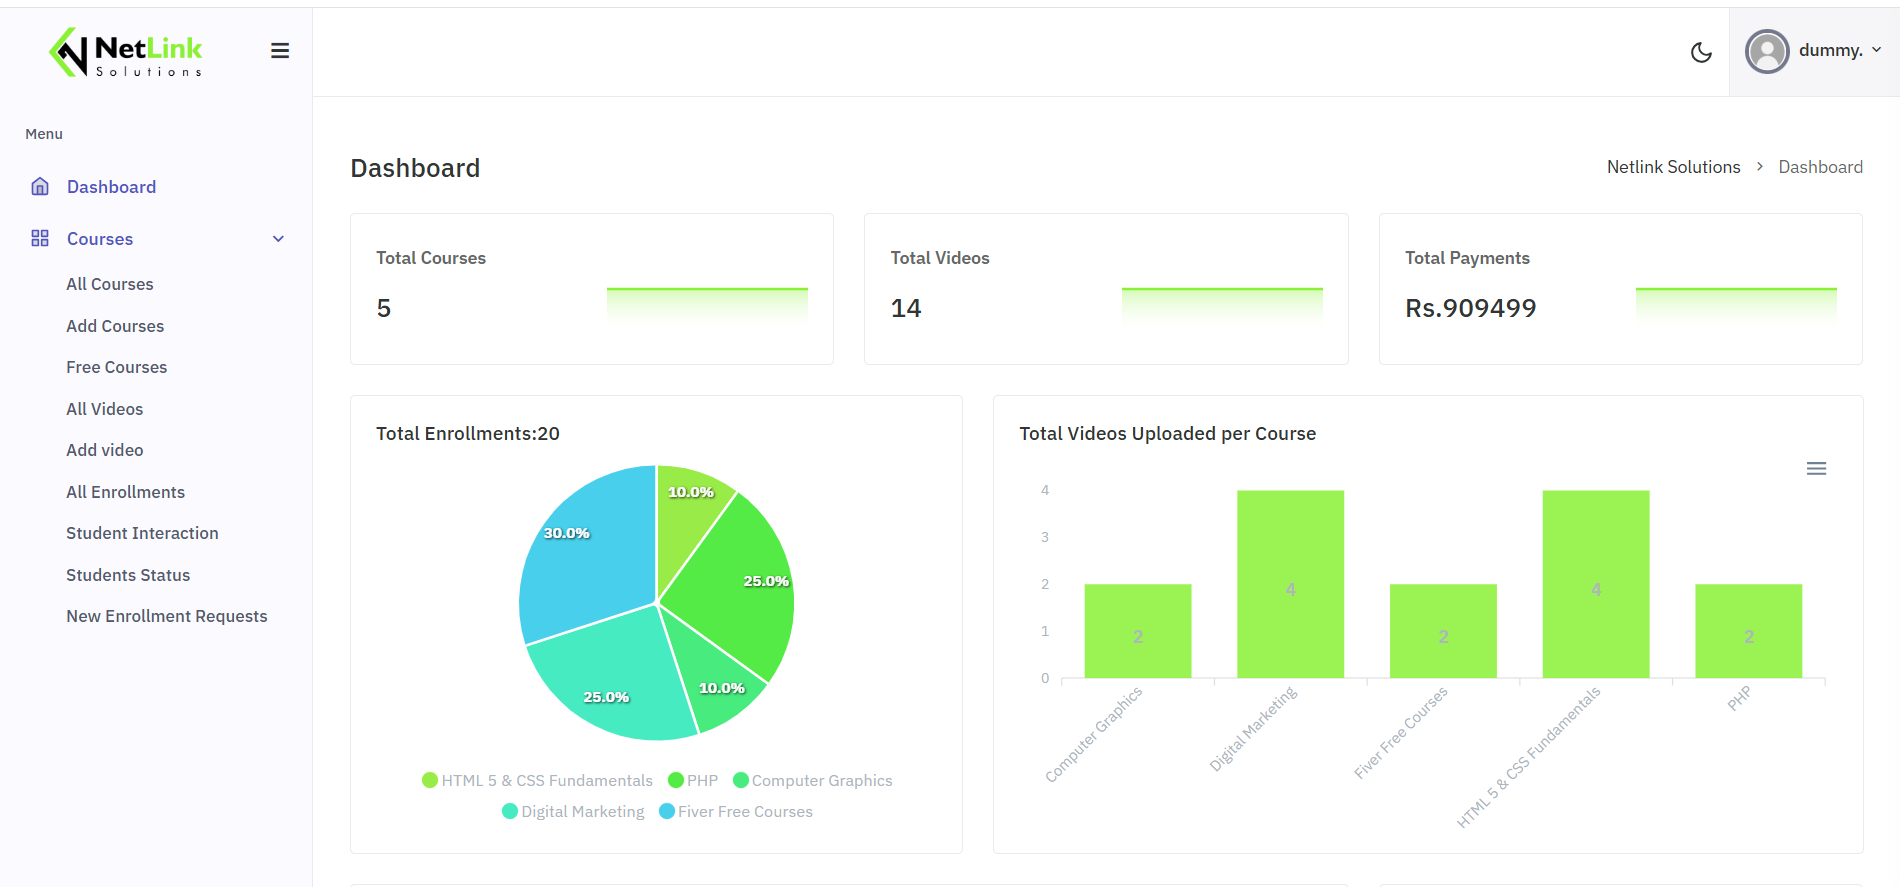 NetLink
Solutions
dummy.
Menu
Dashboard
Courses
All Courses
Add Courses
Free Courses
All Videos
Add video
All Enrollments
Student Interaction
Students Status
New Enrollment Requests
Dashboard
Netlink Solutions > Dashboard
Total Courses
5
Total Videos
14
Total Payments
Rs.909499
Total Enrollments:20
10.0%
25.0%
10.0%
25.0%
30.0%
HTML 5 & CSS Fundamentals PHP Computer Graphics
Digital Marketing Fiver Free Courses
Total Videos Uploaded per Course
4
3
2
1
0
2 4 2 4 2
Computer Graphics
Digital Marketing
Fiver Free Courses
HTML 5 & CSS Fundamentals
PHP